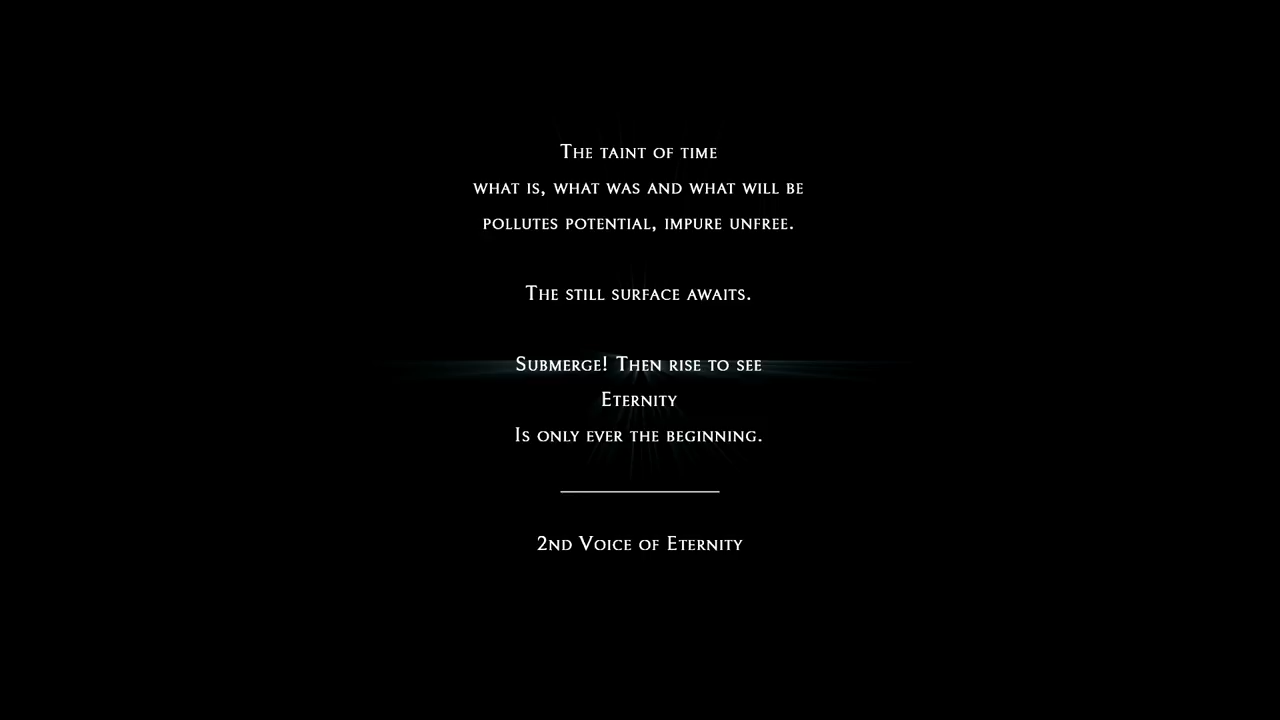 The taint of time
what is, what was and what will be
pollutes potential, impure unfree.
The still surface awaits.
Submerge! Then rise to see
Eternity
Is only ever the beginning.
2nd Voice of Eternity